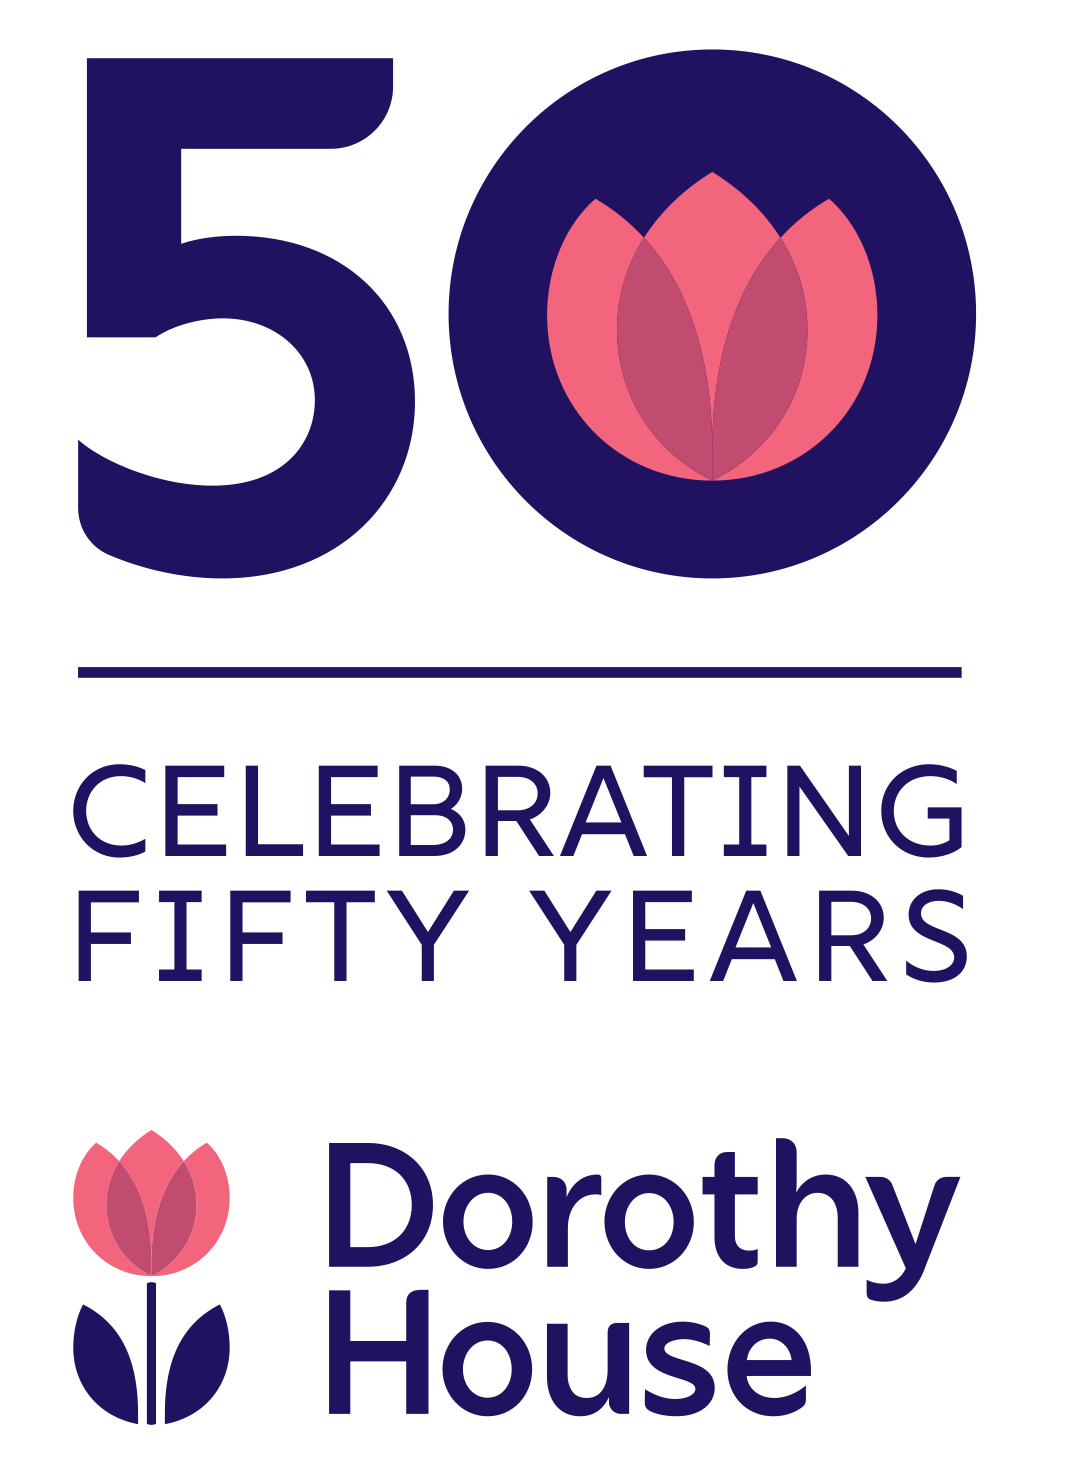 50
CELEBRATING
FIFTY YEARS
Dorothy
House